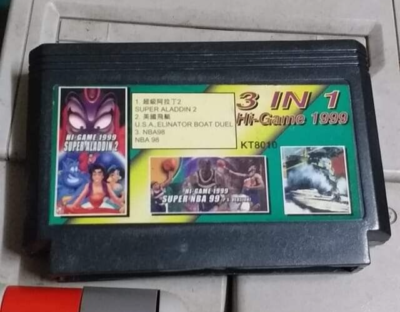 3 IN 1
Hi-Game 1999
KT8010
1. 超級阿拉丁2
SUPER ALADDIN 2
2. 美國飛艇
U.S.A.,ELINATOR BOAT DUEL
3. NBA98
NBA 98
HI-GAME 1999
SUPER ALADDIN 2
HI-GAME 1999
SUPER NBA 99